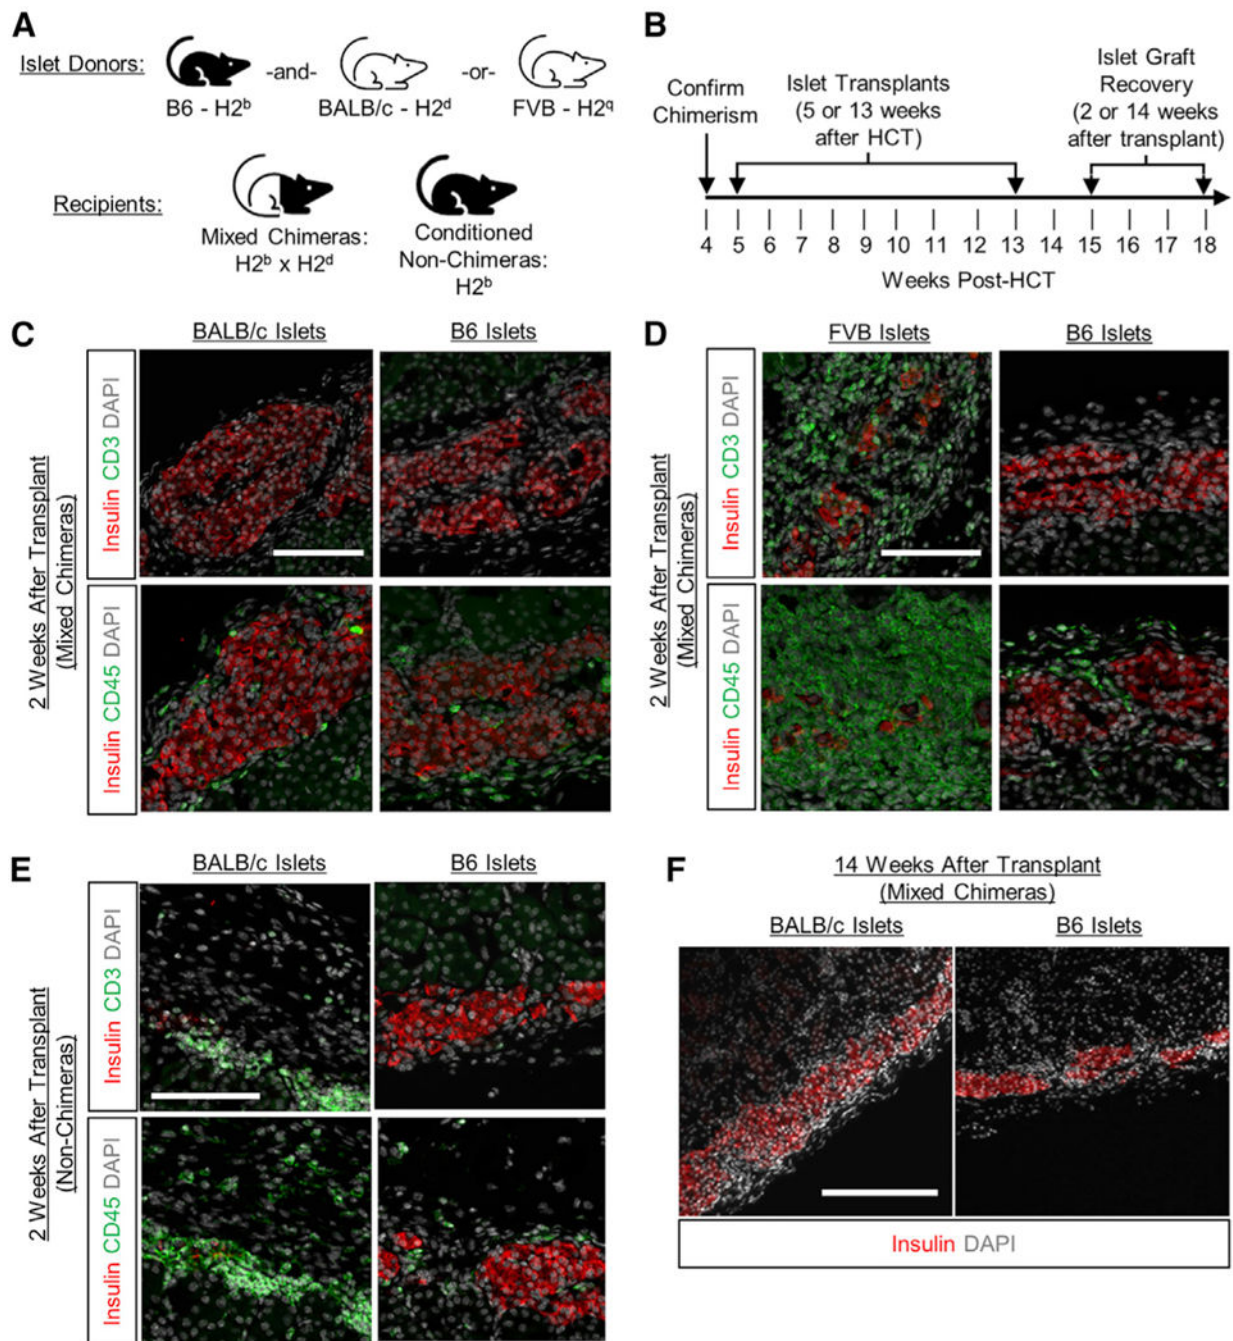 A
Islet Donors:
-and-
-or-
B6 - H2ᵇ
BALB/c - H2ᵈ
FVB - H2q
Recipients:
Mixed Chimeras:
H2ᵇ x H2ᵈ
Conditioned
Non-Chimeras:
H2ᵇ
B
Confirm
Chimerism
Islet Transplants
(5 or 13 weeks
after HCT)
Islet Graft
Recovery
(2 or 14 weeks
after transplant)
4 5 6 7 8 9 10 11 12 13 14 15 16 17 18
Weeks Post-HCT
C
BALB/c Islets
B6 Islets
2 Weeks After Transplant
(Mixed Chimeras)
Insulin CD3 DAPI
Insulin CD45 DAPI
D
FVB Islets
B6 Islets
2 Weeks After Transplant
(Mixed Chimeras)
Insulin CD3 DAPI
Insulin CD45 DAPI
E
BALB/c Islets
B6 Islets
2 Weeks After Transplant
(Non-Chimeras)
Insulin CD3 DAPI
Insulin CD45 DAPI
F
14 Weeks After Transplant
(Mixed Chimeras)
BALB/c Islets
B6 Islets
Insulin DAPI